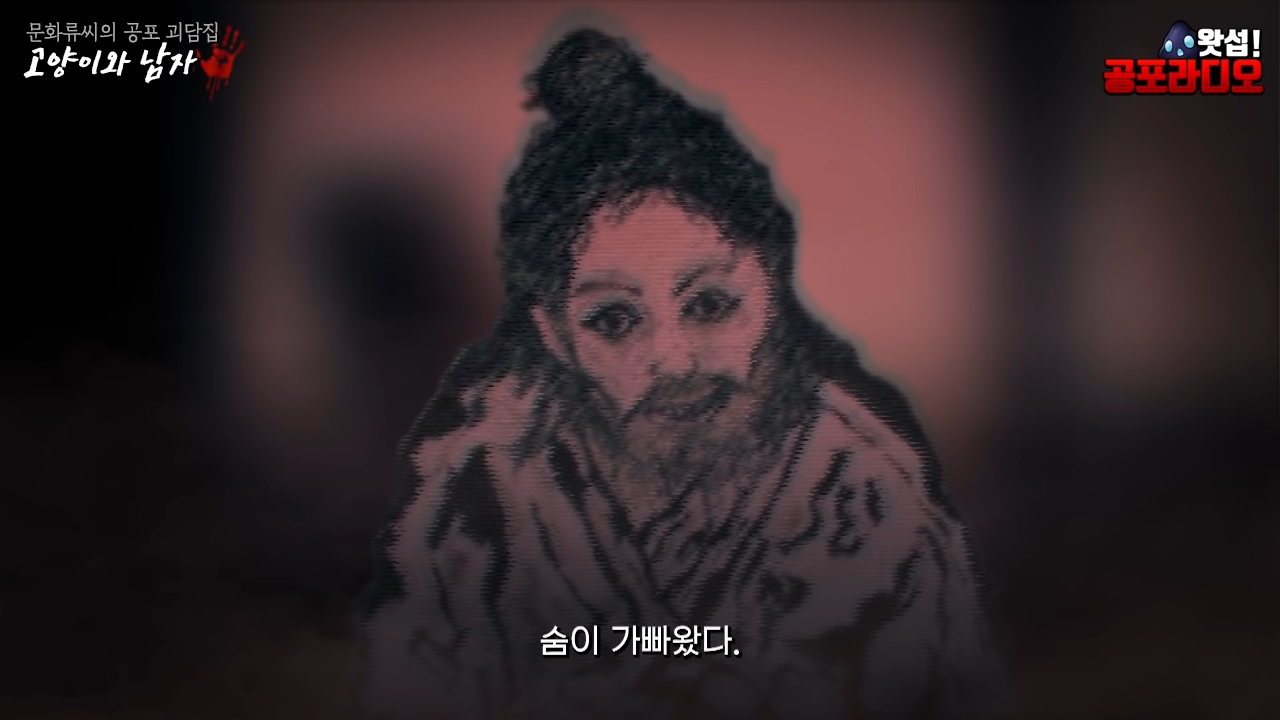 문화류씨의 공포 괴담집
고양이와 남자
왓섭!
공포라디오
숨이 가빠왔다.